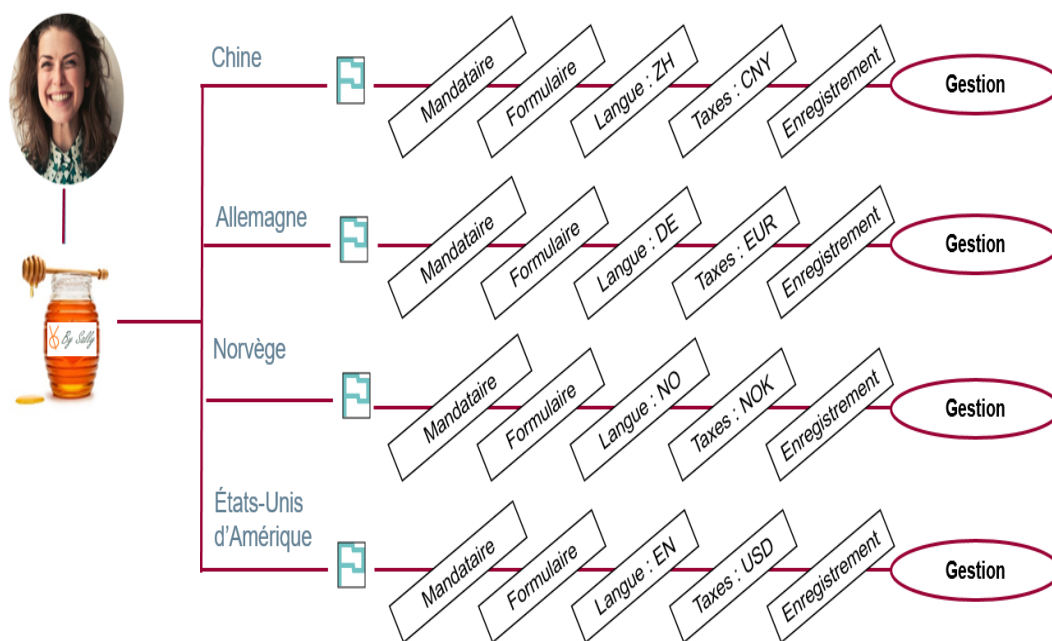 Chine
Mandataire
Formulaire
Langue : ZH
Taxes : CNY
Enregistrement
Gestion
Allemagne
Mandataire
Formulaire
Langue : DE
Taxes : EUR
Enregistrement
Gestion
By Sally
Norvège
Mandataire
Formulaire
Langue : NO
Taxes : NOK
Enregistrement
Gestion
États-Unis
d’Amérique
Mandataire
Formulaire
Langue : EN
Taxes : USD
Enregistrement
Gestion